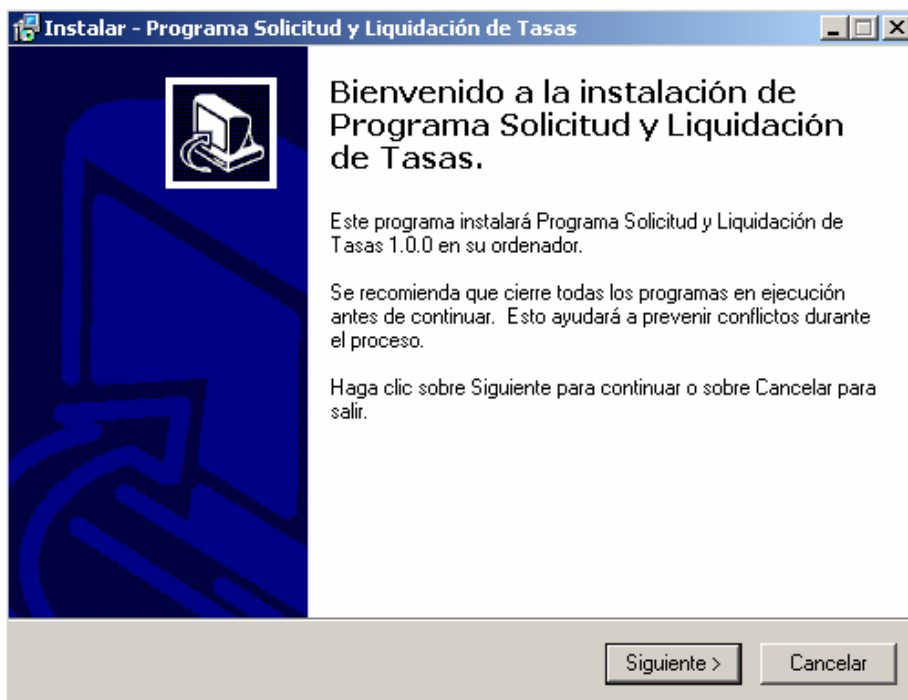 Instalar - Programa Solicitud y Liquidación de Tasas
Bienvenido a la instalación de
Programa Solicitud y Liquidación
de Tasas.
Este programa instalará Programa Solicitud y Liquidación de
Tasas 1.0.0 en su ordenador.
Se recomienda que cierre todas los programas en ejecución
antes de continuar. Esto ayudará a prevenir conflictos durante
el proceso.
Haga clic sobre Siguiente para continuar o sobre Cancelar para
salir.
Siguiente >
Cancelar